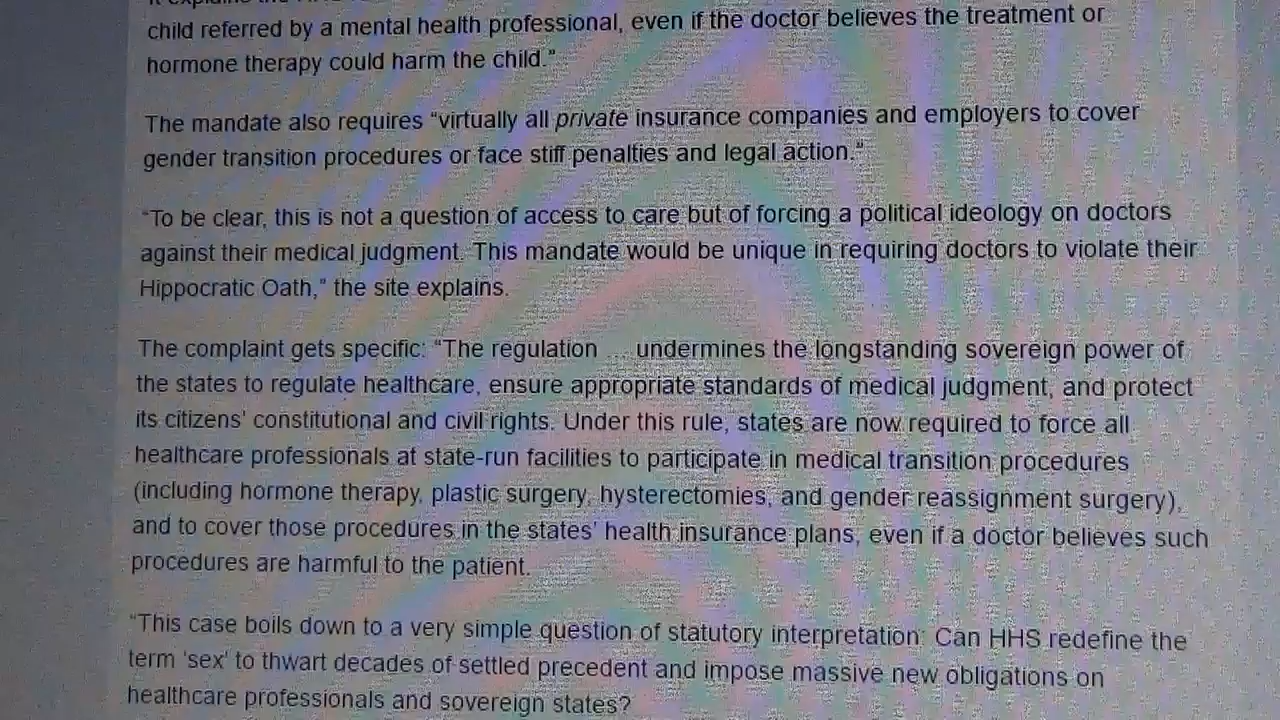 child referred by a mental health professional, even if the doctor believes the treatment or
hormone therapy could harm the child.”
The mandate also requires “virtually all private insurance companies and employers to cover
gender transition procedures or face stiff penalties and legal action.”
“To be clear, this is not a question of access to care but of forcing a political ideology on doctors
against their medical judgment. This mandate would be unique in requiring doctors to violate their
Hippocratic Oath,” the site explains.
The complaint gets specific: “The regulation undermines the longstanding sovereign power of
the states to regulate healthcare, ensure appropriate standards of medical judgment, and protect
its citizens’ constitutional and civil rights. Under this rule, states are now required to force all
healthcare professionals at state-run facilities to participate in medical transition procedures
(including hormone therapy, plastic surgery, hysterectomies, and gender reassignment surgery),
and to cover those procedures in the states’ health insurance plans, even if a doctor believes such
procedures are harmful to the patient.
“This case boils down to a very simple question of statutory interpretation: Can HHS redefine the
term ‘sex’ to thwart decades of settled precedent and impose massive new obligations on
healthcare professionals and sovereign states?